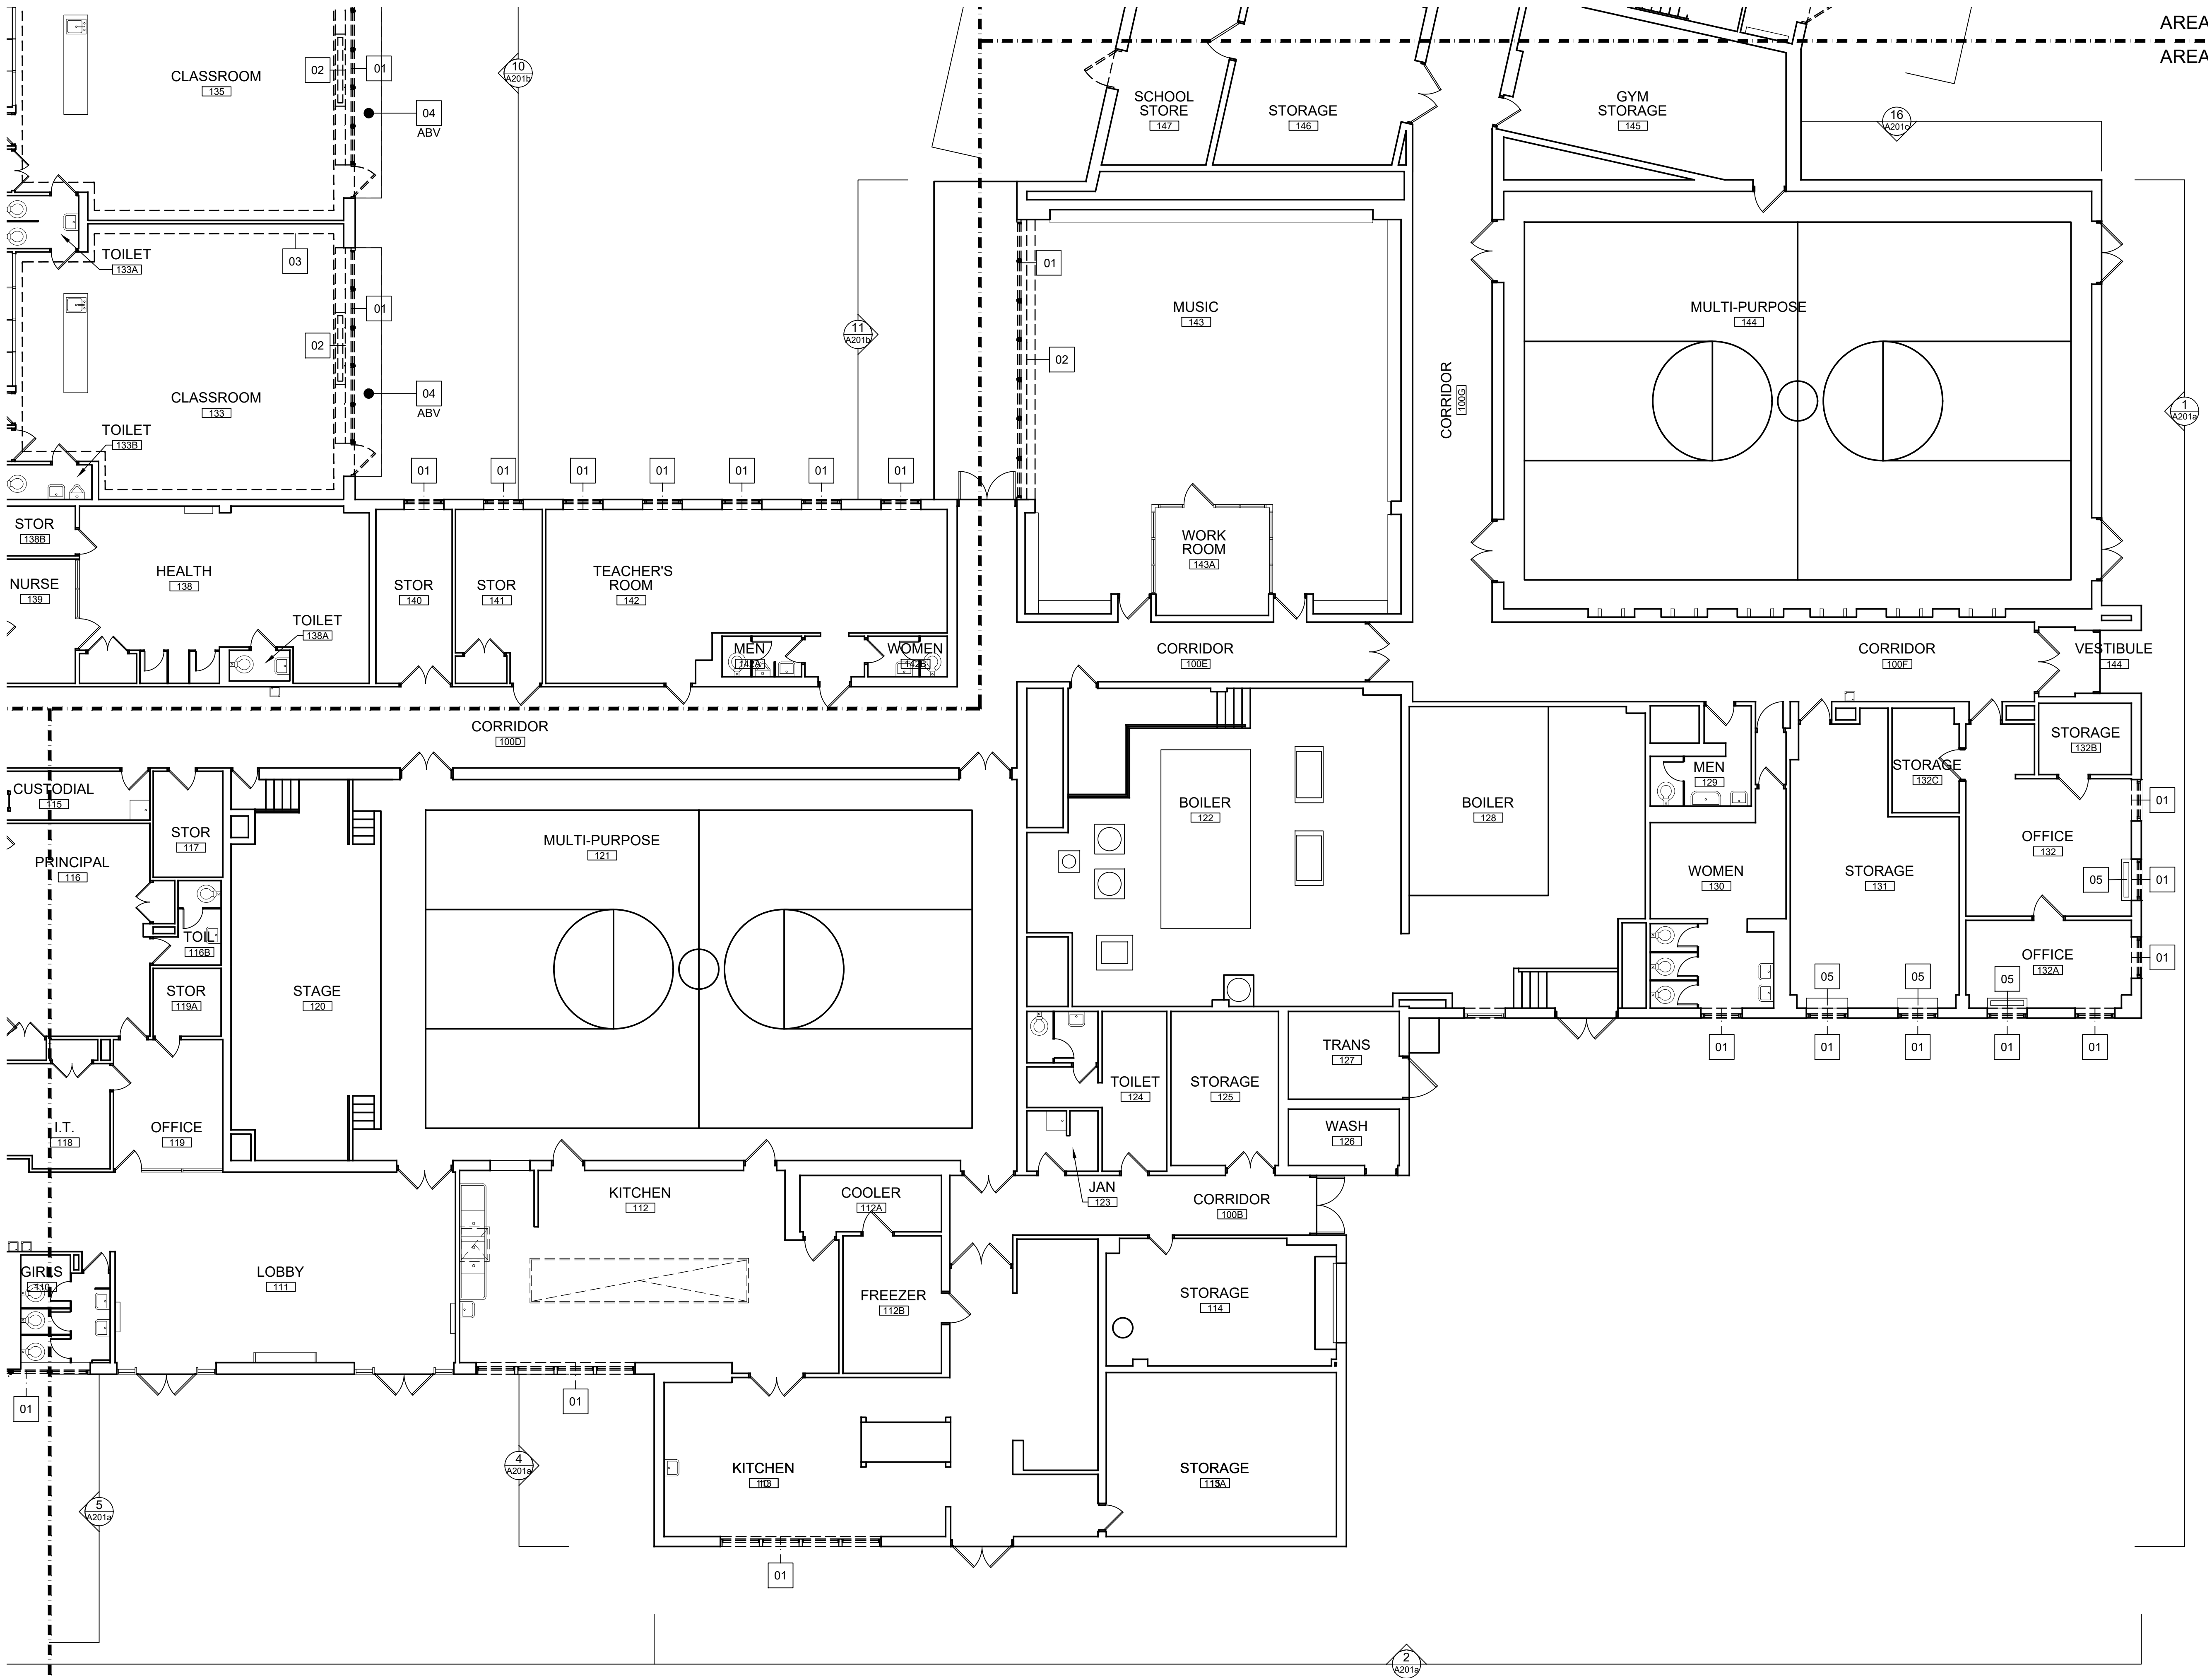 AREA
AREA
CLASSROOM
135
02
01
04
ABV
10
A201b
SCHOOL
STORE
147
STORAGE
146
GYM
STORAGE
145
16
A201c
TOILET
133A
03
01
02
CLASSROOM
133
04
ABV
TOILET
133B
11
A201b
01
02
MUSIC
143
CORRIDOR
100G
MULTI-PURPOSE
144
1
A201a
01
01
01
01
01
01
01
STOR
138B
NURSE
139
HEALTH
138
TOILET
138A
STOR
140
STOR
141
TEACHER'S
ROOM
142
MEN
142A
WOMEN
142B
WORK
ROOM
143A
CORRIDOR
100E
CORRIDOR
100F
VESTIBULE
144
CORRIDOR
100D
CUSTODIAL
115
STOR
117
PRINCIPAL
116
TOIL
116B
STOR
119A
STAGE
120
MULTI-PURPOSE
121
BOILER
122
BOILER
128
MEN
129
WOMEN
130
STORAGE
131
STORAGE
132C
STORAGE
132B
01
OFFICE
132
05
01
OFFICE
132A
01
05
05
05
01
01
01
01
01
I.T.
118
OFFICE
119
TOILET
124
STORAGE
125
TRANS
127
WASH
126
JAN
123
CORRIDOR
100B
KITCHEN
112
COOLER
112A
FREEZER
112B
GIRLS
110
LOBBY
111
STORAGE
114
01
01
4
A201a
5
A201a
KITCHEN
STORAGE
01
2
A201a